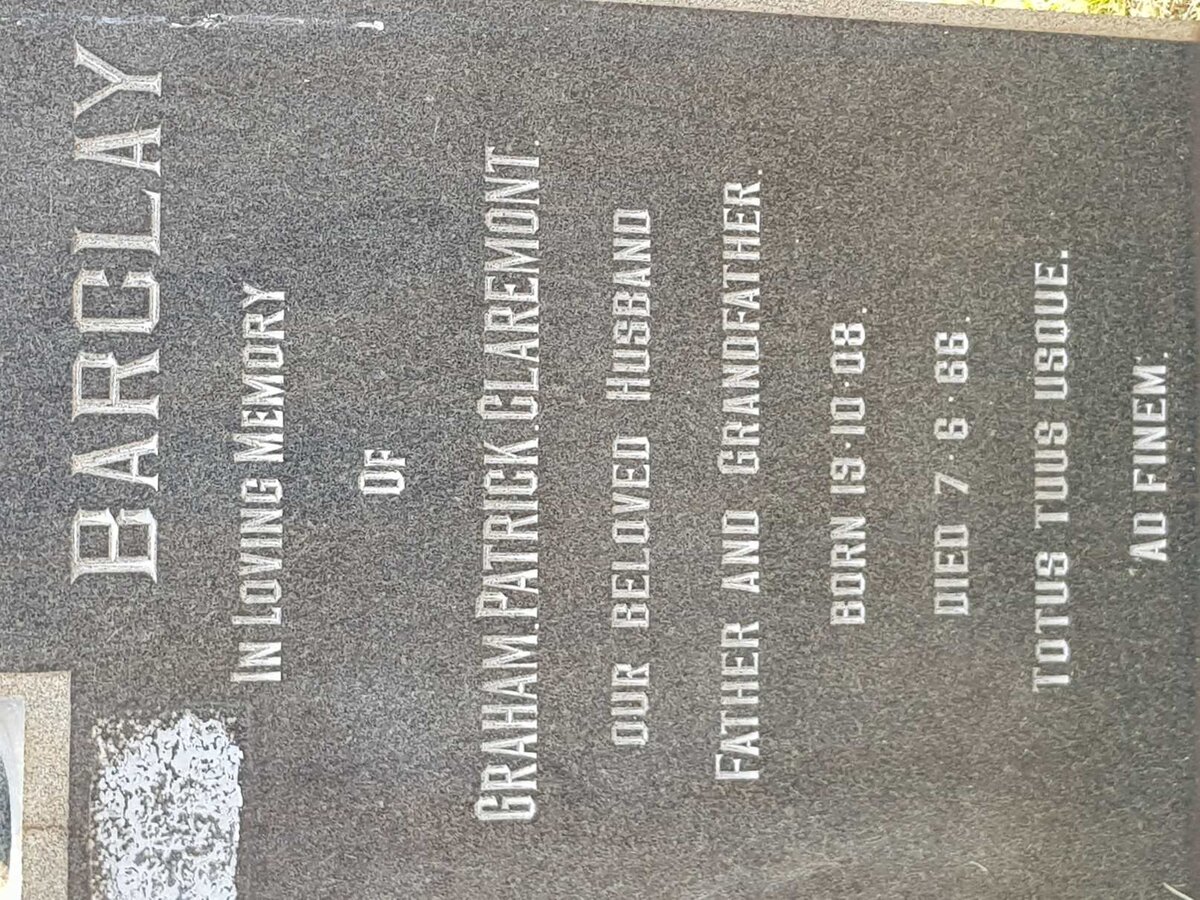 BARCLAY
IN LOVING MEMORY
OF
GRAHAM.PATRICK.CLAREMONT.
OUR BELOVED HUSBAND
FATHER AND GRANDFATHER.
BORN 19·10·08.
DIED 7·6·66.
TOTUS TUUS USQUE.
"AD FINEM".